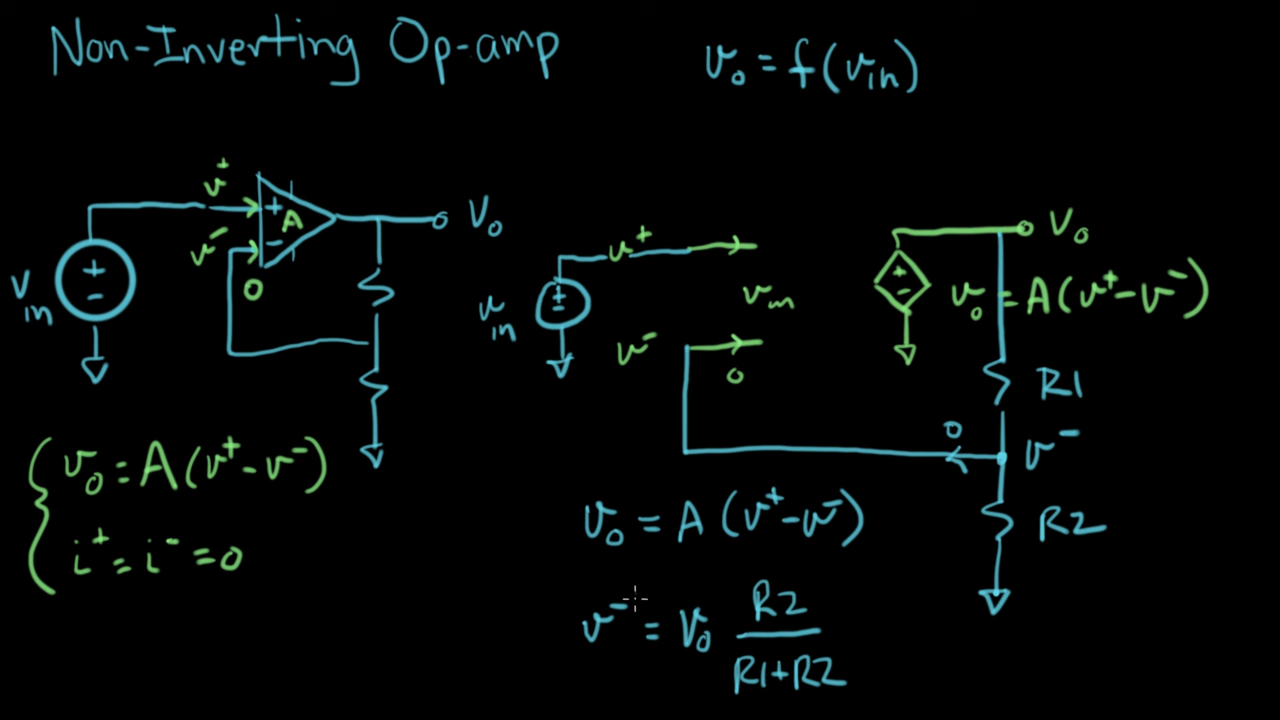 Non-Inverting Op-amp
v₀ = f(vᵢₙ)
v⁺
+
A
v⁻
-
0
V₀
+
-
Vᵢₙ
v⁺
vᵢₙ
+
-
vᵢₙ
v⁻
0
V₀
+
-
v₀ = A(v⁺-v⁻)
R1
0
v⁻
R2
v₀ = A(v⁺-v⁻)
i⁺ = i⁻ = 0
v₀ = A (v⁺-v⁻)
v⁻ = V₀ R2
R1+R2